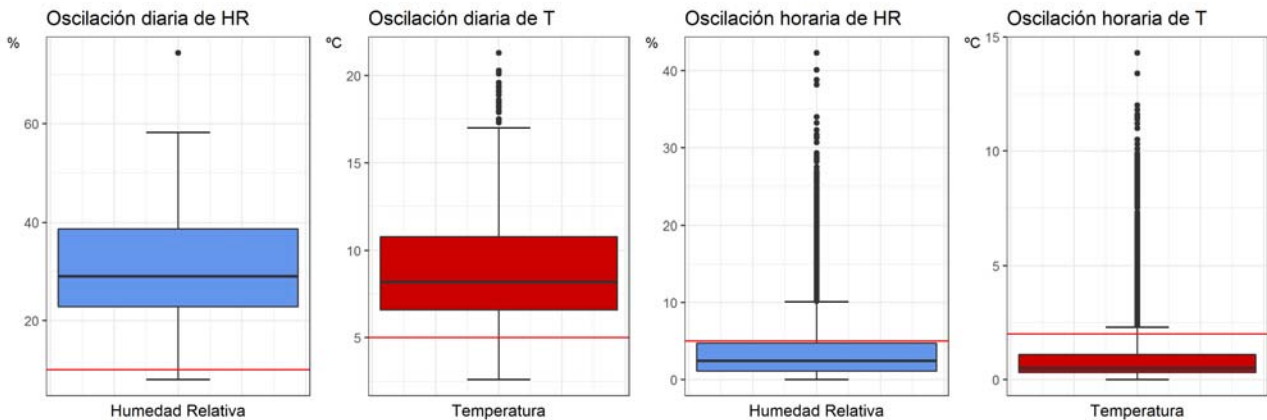 Oscilación diaria de HR
%
60
40
20
Humedad Relativa
Oscilación diaria de T
ºC
20
15
10
5
Temperatura
Oscilación horaria de HR
%
40
30
20
10
0
Humedad Relativa
Oscilación horaria de T
ºC
15
10
5
0
Temperatura